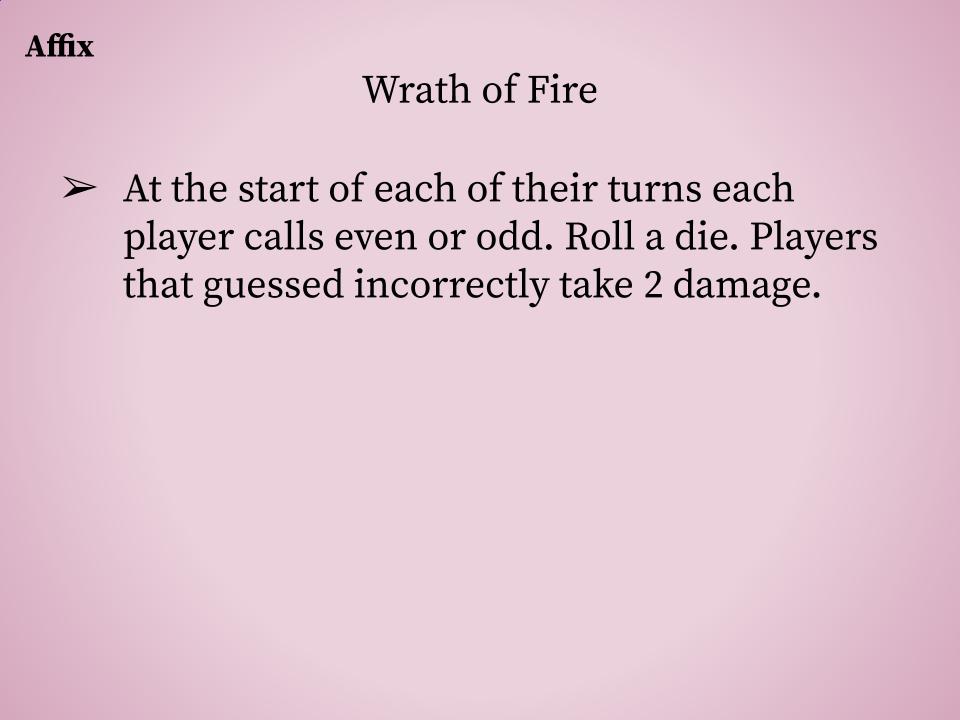 Affix
Wrath of Fire
➢ At the start of each of their turns each
player calls even or odd. Roll a die. Players
that guessed incorrectly take 2 damage.